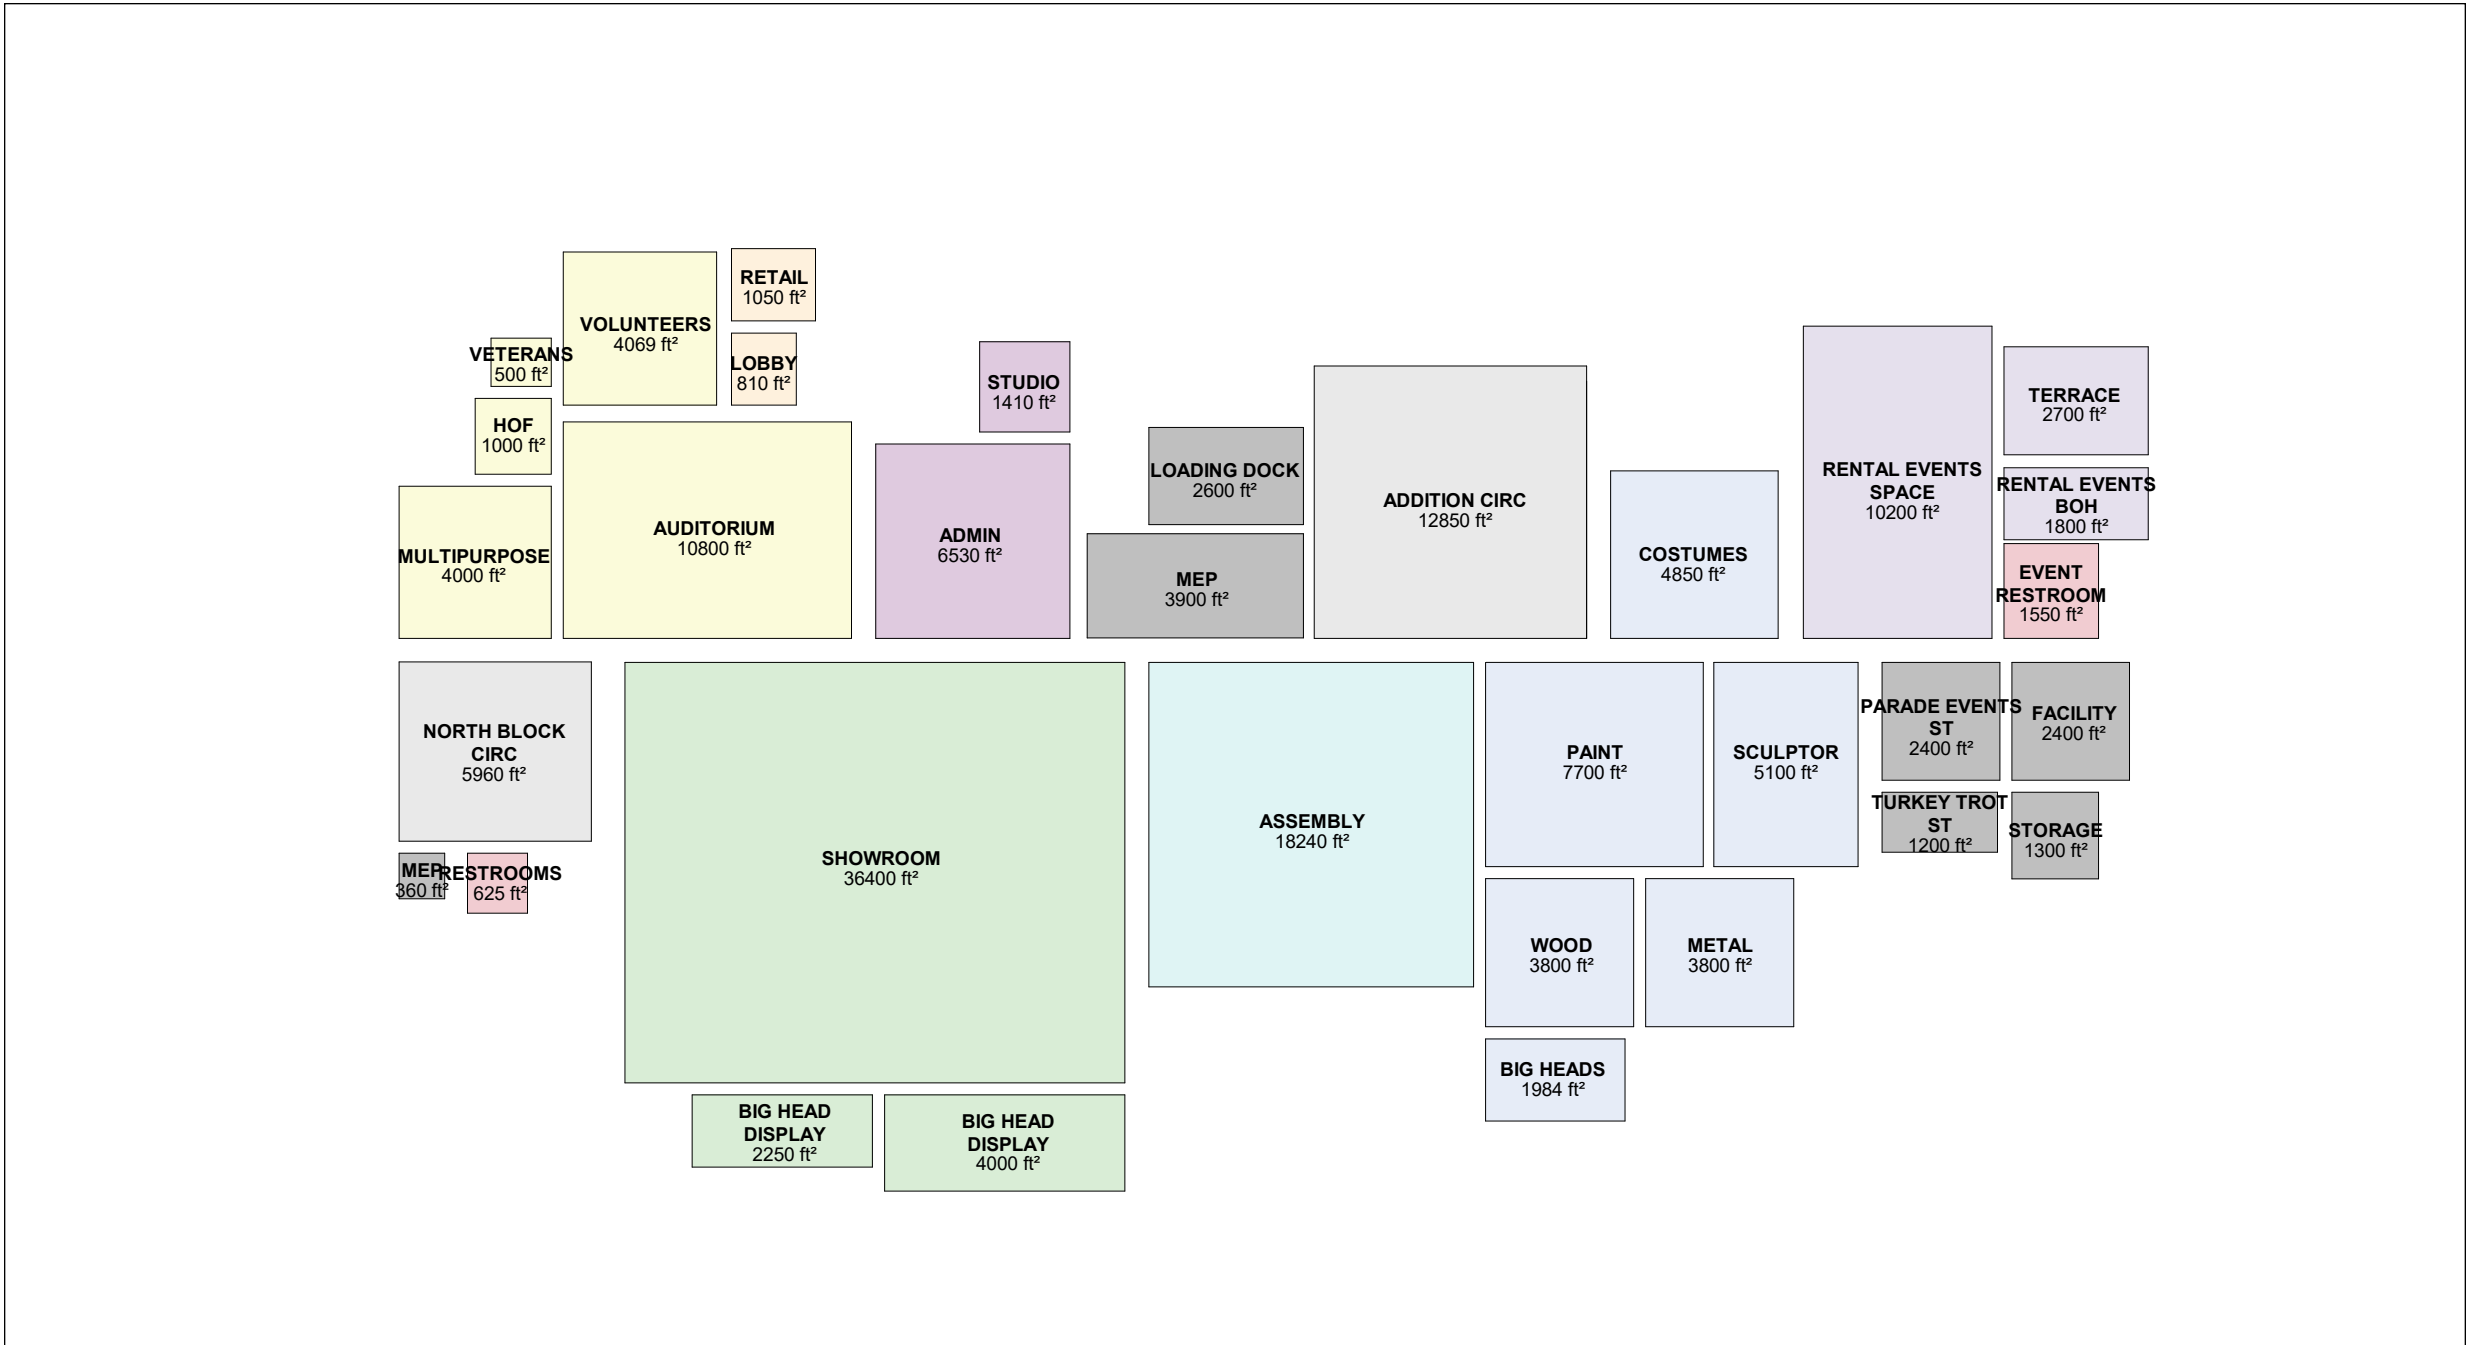 RETAIL
1050 ft²
VOLUNTEERS
4069 ft²
VETERANS
500 ft²
LOBBY
810 ft²
STUDIO
1410 ft²
TERRACE
2700 ft²
HOF
1000 ft²
LOADING DOCK
2600 ft²
ADDITION CIRC
12850 ft²
RENTAL EVENTS
SPACE
10200 ft²
RENTAL EVENTS
BOH
1800 ft²
MULTIPURPOSE
4000 ft²
AUDITORIUM
10800 ft²
ADMIN
6530 ft²
MEP
3900 ft²
COSTUMES
4850 ft²
EVENT
RESTROOM
1550 ft²
NORTH BLOCK
CIRC
5960 ft²
SHOWROOM
36400 ft²
ASSEMBLY
18240 ft²
PAINT
7700 ft²
SCULPTOR
5100 ft²
PARADE EVENTS
ST
2400 ft²
FACILITY
2400 ft²
TURKEY TROT
ST
1200 ft²
STORAGE
1300 ft²
MEP
360 ft²
RESTROOMS
625 ft²
WOOD
3800 ft²
METAL
3800 ft²
BIG HEADS
1984 ft²
BIG HEAD
DISPLAY
2250 ft²
BIG HEAD
DISPLAY
4000 ft²